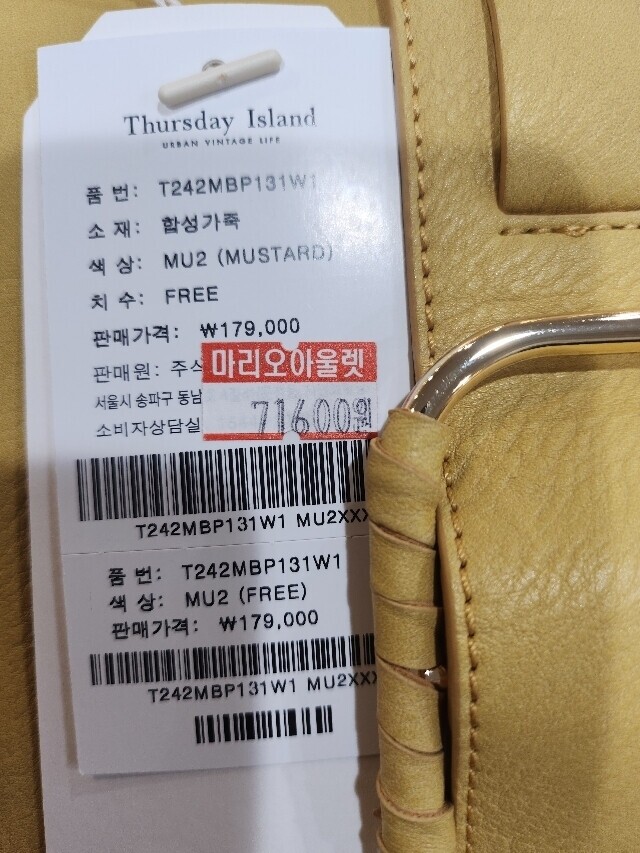 Thursday Island
URBAN VINTAGE LIFE
품 번: T242MBP131W1
소 재: 합성가죽
색 상: MU2 (MUSTARD)
치 수: FREE
판매가격: ₩179,000
판매원: 주식
마리오아울렛
서울시 송파구 동남
71600원
소비자상담실
T242MBP131W1 MU2XXX
품 번: T242MBP131W1
색 상: MU2 (FREE)
판매가격: ₩179,000
T242MBP131W1 MU2XXX